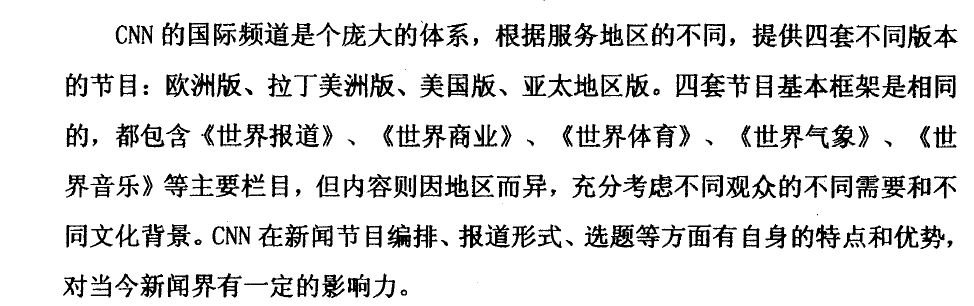 CNN的国际频道是个庞大的体系，根据服务地区的不同，提供四套不同版本
的节目：欧洲版、拉丁美洲版、美国版、亚太地区版。四套节目基本框架是相同
的，都包含《世界报道》、《世界商业》、《世界体育》、《世界气象》、《世
界音乐》等主要栏目，但内容则因地区而异，充分考虑不同观众的不同需要和不
同文化背景。CNN在新闻节目编排、报道形式、选题等方面有自身的特点和优势，
对当今新闻界有一定的影响力。